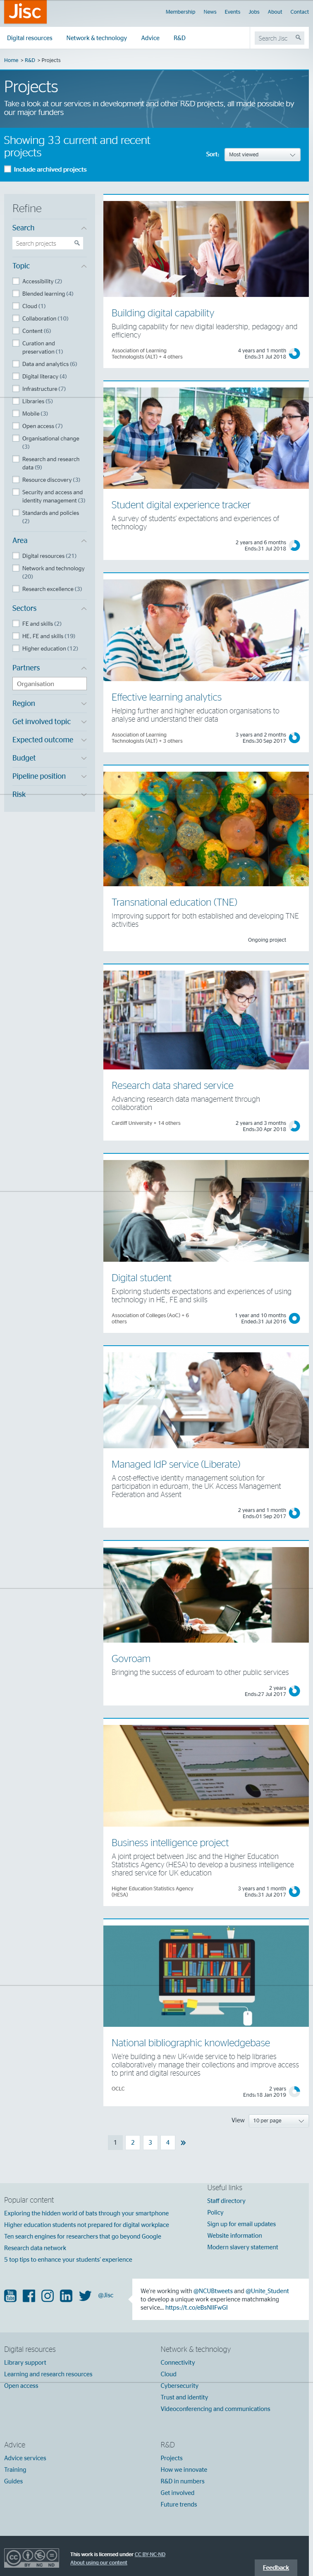 Jisc
Membership News Events Jobs About Contact
Digital resources Network & technology Advice R&D
Search Jisc
Home > R&D > Projects
Projects
Take a look at our services in development and other R&D projects, all made possible by
our major funders
Showing 33 current and recent
projects
Sort: Most viewed
Include archived projects
Refine
Search
Search projects
Topic
Accessibility (2)
Blended learning (4)
Cloud (1)
Collaboration (10)
Content (6)
Curation and
preservation (1)
Data and analytics (6)
Digital literacy (4)
Infrastructure (7)
Libraries (5)
Mobile (3)
Open access (7)
Organisational change
(3)
Research and research
data (9)
Resource discovery (3)
Security and access and
identity management (3)
Standards and policies
(2)
Area
Digital resources (21)
Network and technology
(20)
Research excellence (3)
Sectors
FE and skills (2)
HE, FE and skills (19)
Higher education (12)
Partners
Organisation
Region
Get involved topic
Expected outcome
Budget
Pipeline position
Risk
Building digital capability
Building capability for new digital leadership, pedagogy and
efficiency
Association of Learning
Technologists (ALT) + 4 others
4 years and 1 month
Ends:31 Jul 2018
Student digital experience tracker
A survey of students' expectations and experiences of
technology
2 years and 6 months
Ends:31 Jul 2018
Effective learning analytics
Helping further and higher education organisations to
analyse and understand their data
Association of Learning
Technologists (ALT) + 3 others
3 years and 2 months
Ends:30 Sep 2017
Transnational education (TNE)
Improving support for both established and developing TNE
activities
Ongoing project
Research data shared service
Advancing research data management through
collaboration
Cardiff University + 14 others
2 years and 3 months
Ends:30 Apr 2018
Digital student
Exploring students expectations and experiences of using
technology in HE, FE and skills
Association of Colleges (AoC) + 6
others
1 year and 10 months
Ended:31 Jul 2016
Managed IdP service (Liberate)
A cost-effective identity management solution for
participation in eduroam, the UK Access Management
Federation and Assent
2 years and 1 month
Ends:01 Sep 2017
Govroam
Bringing the success of eduroam to other public services
2 years
Ends:27 Jul 2017
Business intelligence project
A joint project between Jisc and the Higher Education
Statistics Agency (HESA) to develop a business intelligence
shared service for UK education
Higher Education Statistics Agency
(HESA)
3 years and 1 month
Ends:31 Jul 2017
National bibliographic knowledgebase
We're building a new UK-wide service to help libraries
collaboratively manage their collections and improve access
to print and digital resources
OCLC
2 years
Ends:18 Jan 2019
View 10 per page
1 2 3 4 »
Popular content
Exploring the hidden world of bats through your smartphone
Higher education students not prepared for digital workplace
Ten search engines for researchers that go beyond Google
Research data network
5 top tips to enhance your students' experience
Useful links
Staff directory
Policy
Sign up for email updates
Website information
Modern slavery statement
@Jisc
We're working with @NCUBtweets and @Unite_Student
to develop a unique work experience matchmaking
service...
Digital resources
Library support
Learning and research resources
Open access
Network & technology
Connectivity
Cloud
Cybersecurity
Trust and identity
Videoconferencing and communications
Advice
Advice services
Training
Guides
R&D
Projects
How we innovate
R&D in numbers
Get involved
Future trends
This work is licensed under CC BY-NC-ND
About using our content
Feedback